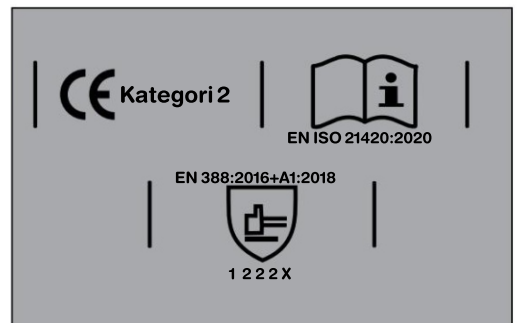 CE Kategori 2
i
EN ISO 21420:2020
EN 388:2016+A1:2018
1 2 2 2 X